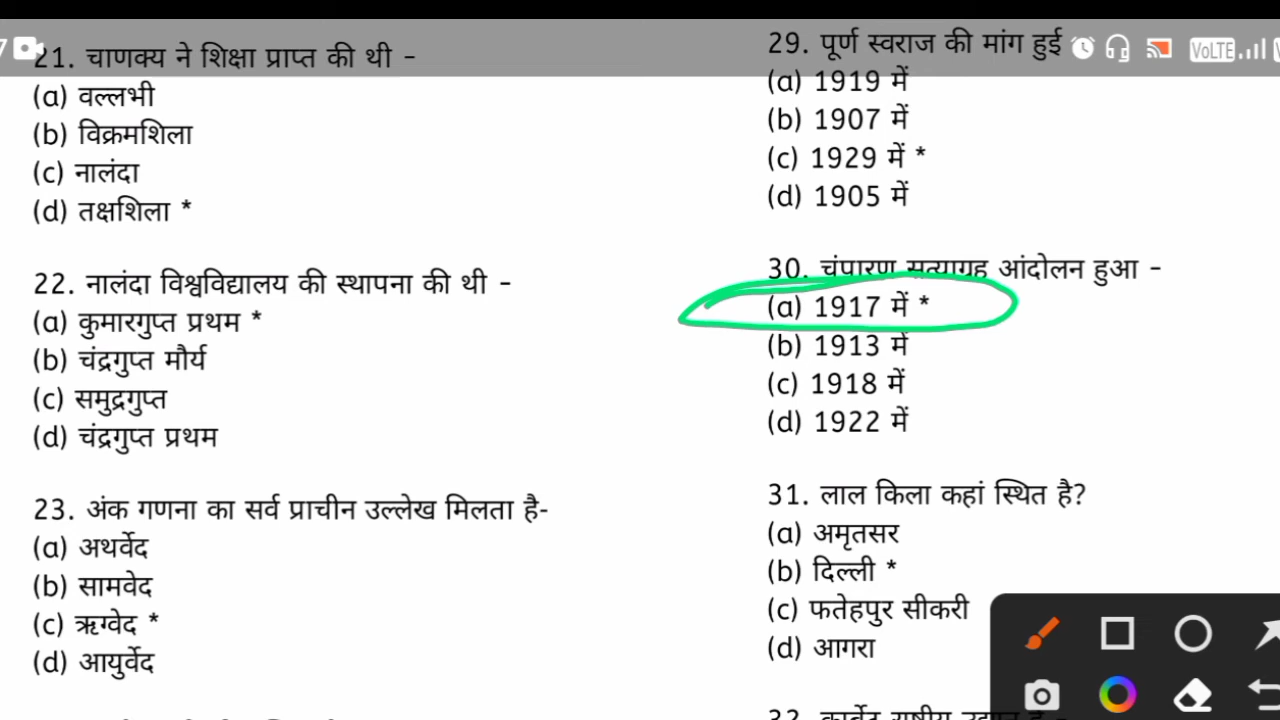 21. चाणक्य ने शिक्षा प्राप्त की थी -
(a) वल्लभी
(b) विक्रमशिला
(c) नालंदा
(d) तक्षशिला *
22. नालंदा विश्वविद्यालय की स्थापना की थी -
(a) कुमारगुप्त प्रथम *
(b) चंद्रगुप्त मौर्य
(c) समुद्रगुप्त
(d) चंद्रगुप्त प्रथम
23. अंक गणना का सर्व प्राचीन उल्लेख मिलता है-
(a) अथर्वेद
(b) सामवेद
(c) ऋग्वेद *
(d) आयुर्वेद
29. पूर्ण स्वराज की मांग हुई
VoLTE
(a) 1919 में
(b) 1907 में
(c) 1929 में *
(d) 1905 में
30. चंपारण सत्याग्रह आंदोलन हुआ -
(a) 1917 में *
(b) 1913 में
(c) 1918 में
(d) 1922 में
31. लाल किला कहां स्थित है?
(a) अमृतसर
(b) दिल्ली *
(c) फतेहपुर सीकरी
(d) आगरा